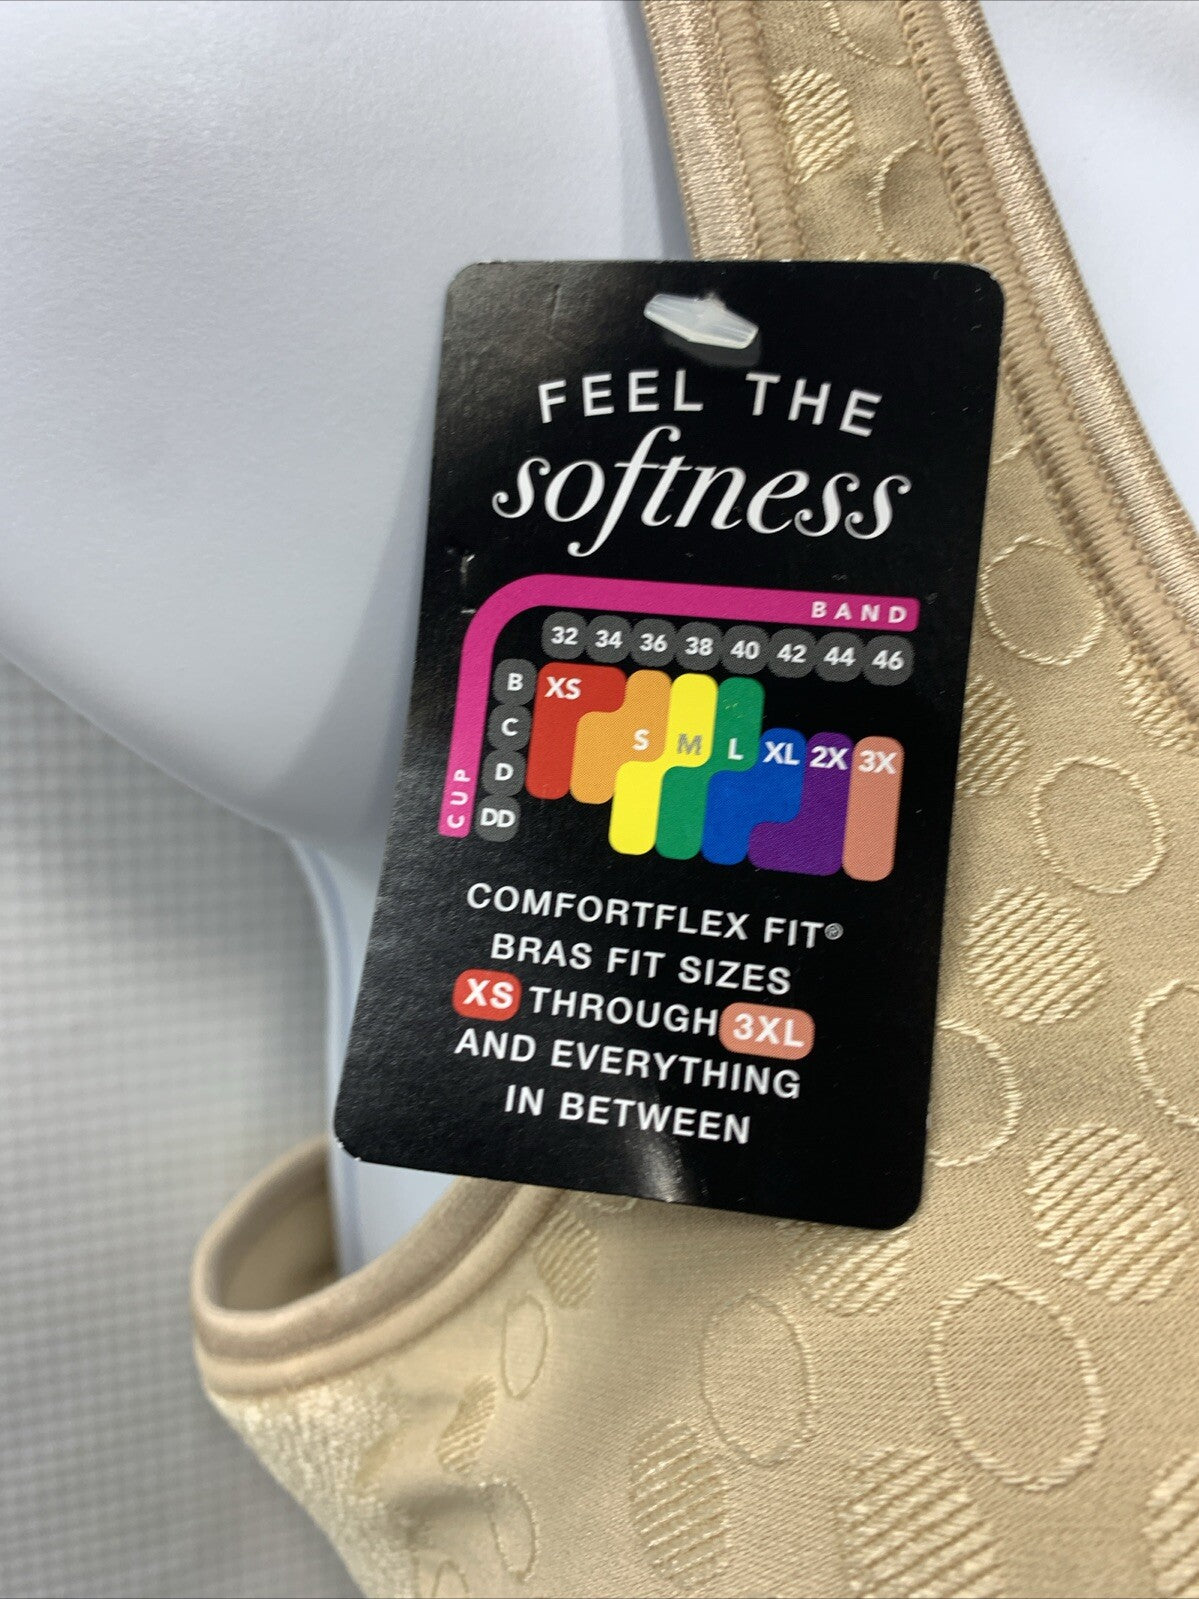 FEEL THE
softness
BAND
32 34 36 38 40 42 44 46
B XS
C S M L XL 2X 3X
D
DD
CUP
COMFORTFLEX FIT®
BRAS FIT SIZES
XS THROUGH 3XL
AND EVERYTHING
IN BETWEEN